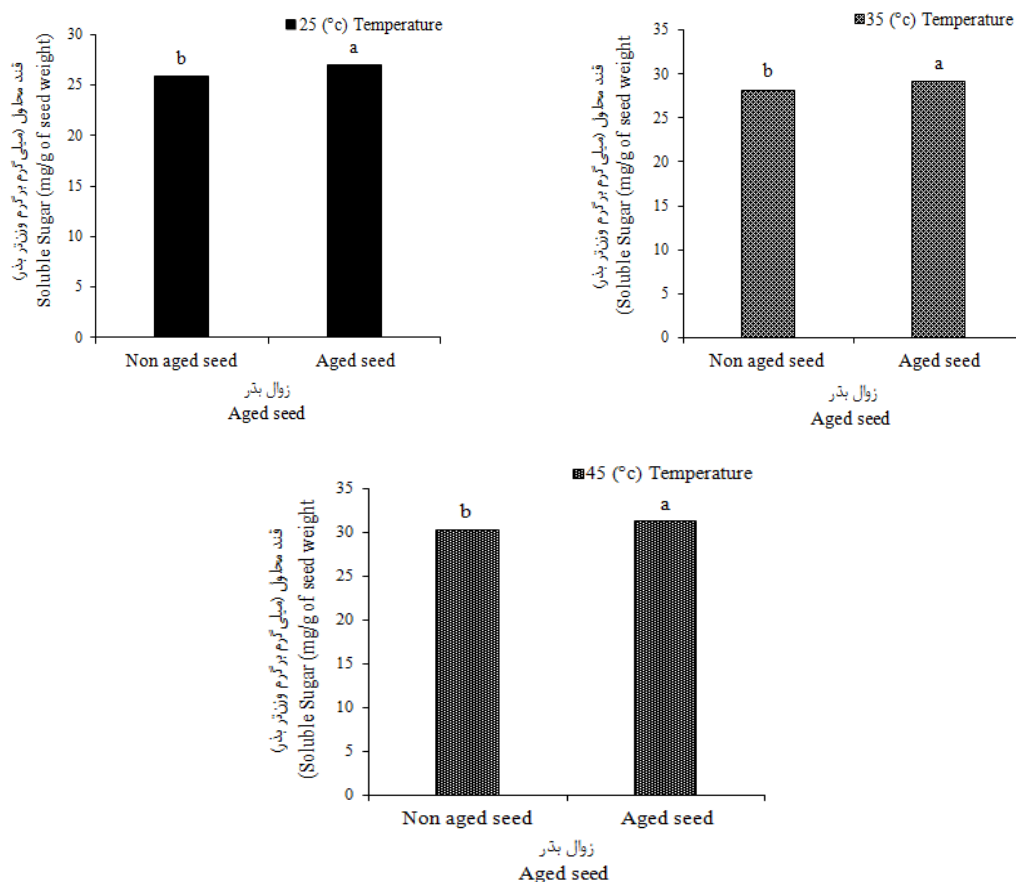 25 (°c) Temperature
قند محلول (میلی‌گرم بر گرم وزن‌تر بذر)
Soluble Sugar (mg/g of seed weight)
30
25
20
15
10
5
0
b
a
Non aged seed
Aged seed
زوال بذر
Aged seed
35 (°c) Temperature
قند محلول (میلی‌گرم بر گرم وزن‌تر بذر)
(Soluble Sugar (mg/g of seed weight
35
30
25
20
15
10
5
0
b
a
Non aged seed
Aged seed
زوال بذر
Aged seed
45 (°c) Temperature
قند محلول (میلی‌گرم بر گرم وزن‌تر بذر)
(Soluble Sugar (mg/g of seed weight
35
30
25
20
15
10
5
0
b
a
Non aged seed
Aged seed
زوال بذر
Aged seed